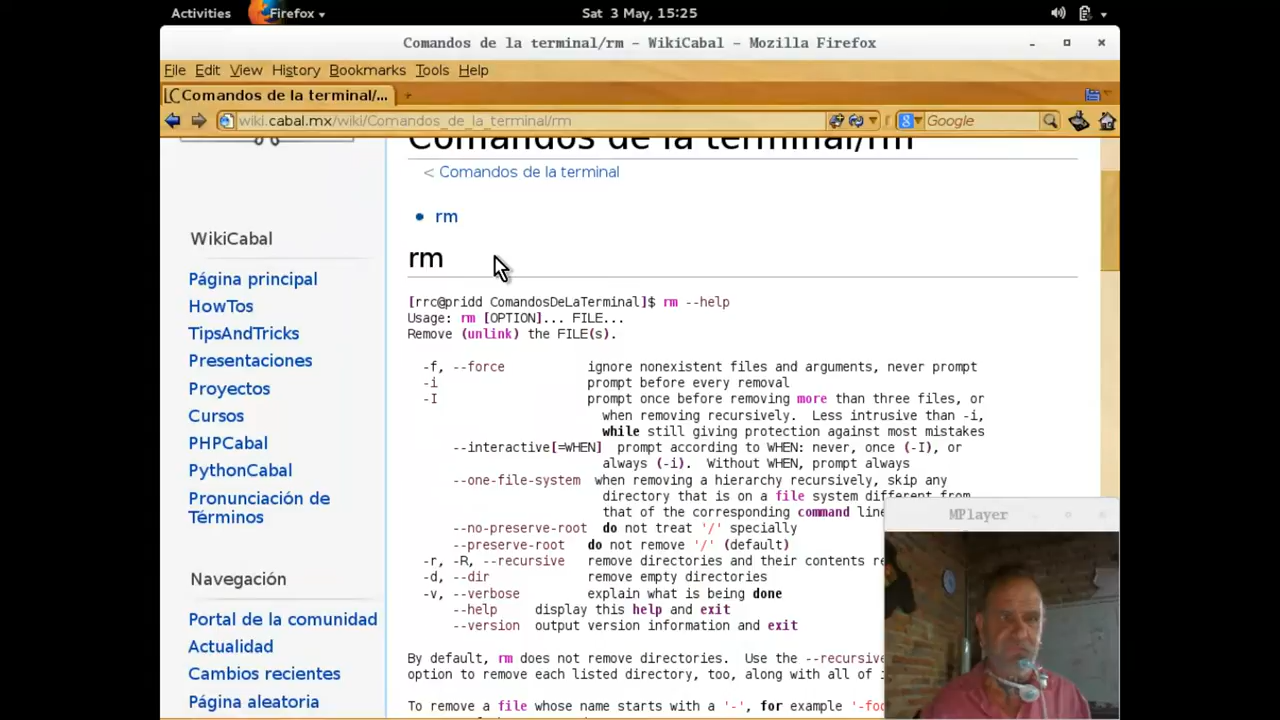 Activities Firefox Sat 3 May, 15:25
Comandos de la terminal/rm - WikiCabal - Mozilla Firefox
File Edit View History Bookmarks Tools Help
Comandos de la terminal/...
wiki.cabal.mx/wiki/Comandos_de_la_terminal/rm Google
Comandos de la terminal/rm
< Comandos de la terminal
• rm
rm
WikiCabal
Página principal
HowTos
TipsAndTricks
Presentaciones
Proyectos
Cursos
PHPCabal
PythonCabal
Pronunciación de
Términos
Navegación
Portal de la comunidad
Actualidad
Cambios recientes
Página aleatoria
[rrc@pridd ComandosDeLaTerminal]$ rm --help
Usage: rm [OPTION]... FILE...
Remove (unlink) the FILE(s).
-f, --force ignore nonexistent files and arguments, never prompt
-i prompt before every removal
-I prompt once before removing more than three files, or
when removing recursively. Less intrusive than -i,
while still giving protection against most mistakes
--interactive[=WHEN] prompt according to WHEN: never, once (-I), or
always (-i). Without WHEN, prompt always
--one-file-system when removing a hierarchy recursively, skip any
directory that is on a file system different from
that of the corresponding command
--no-preserve-root do not treat '/' specially
--preserve-root do not remove '/' (default)
-r, -R, --recursive remove directories and their contents
-d, --dir remove empty directories
-v, --verbose explain what is being done
--help display this help and exit
--version output version information and exit
By default, rm does not remove directories. Use the
option to remove each listed directory, too, along with all of
To remove a file whose name starts with a '-', for example
MPlayer